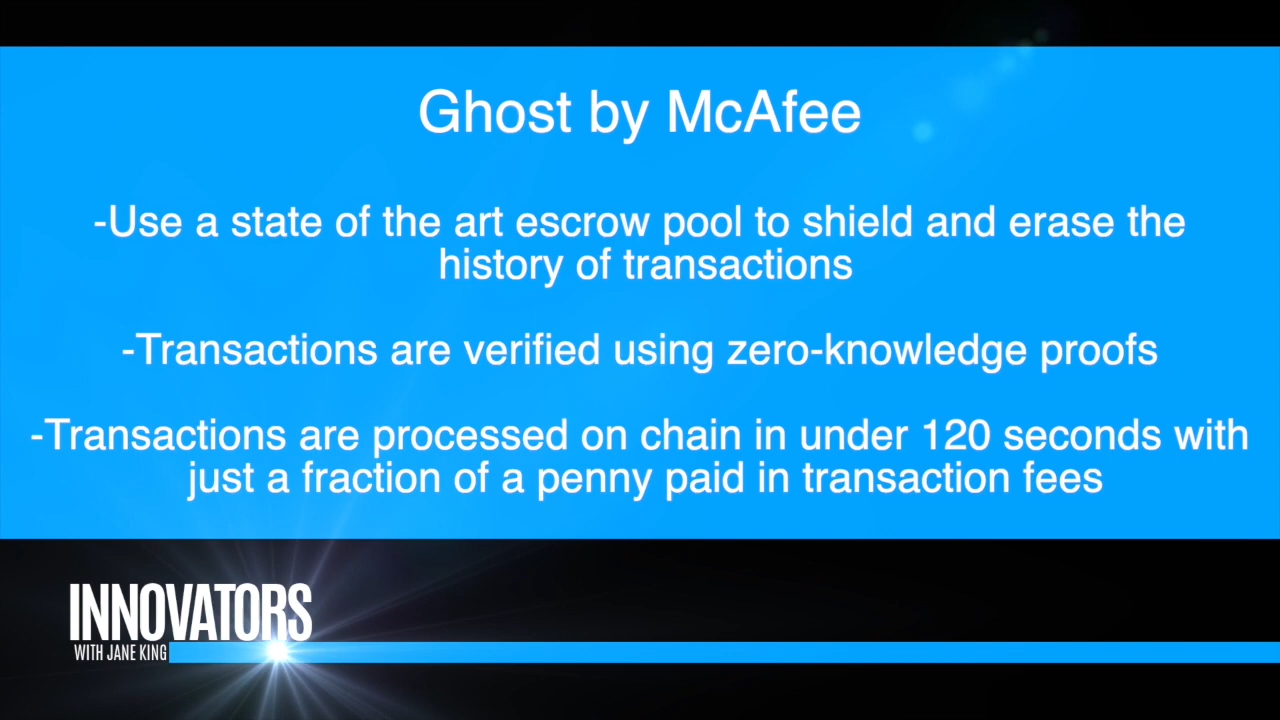 Ghost by McAfee
-Use a state of the art escrow pool to shield and erase the
history of transactions
-Transactions are verified using zero-knowledge proofs
-Transactions are processed on chain in under 120 seconds with
just a fraction of a penny paid in transaction fees
INNOVATORS
WITH JANE KING